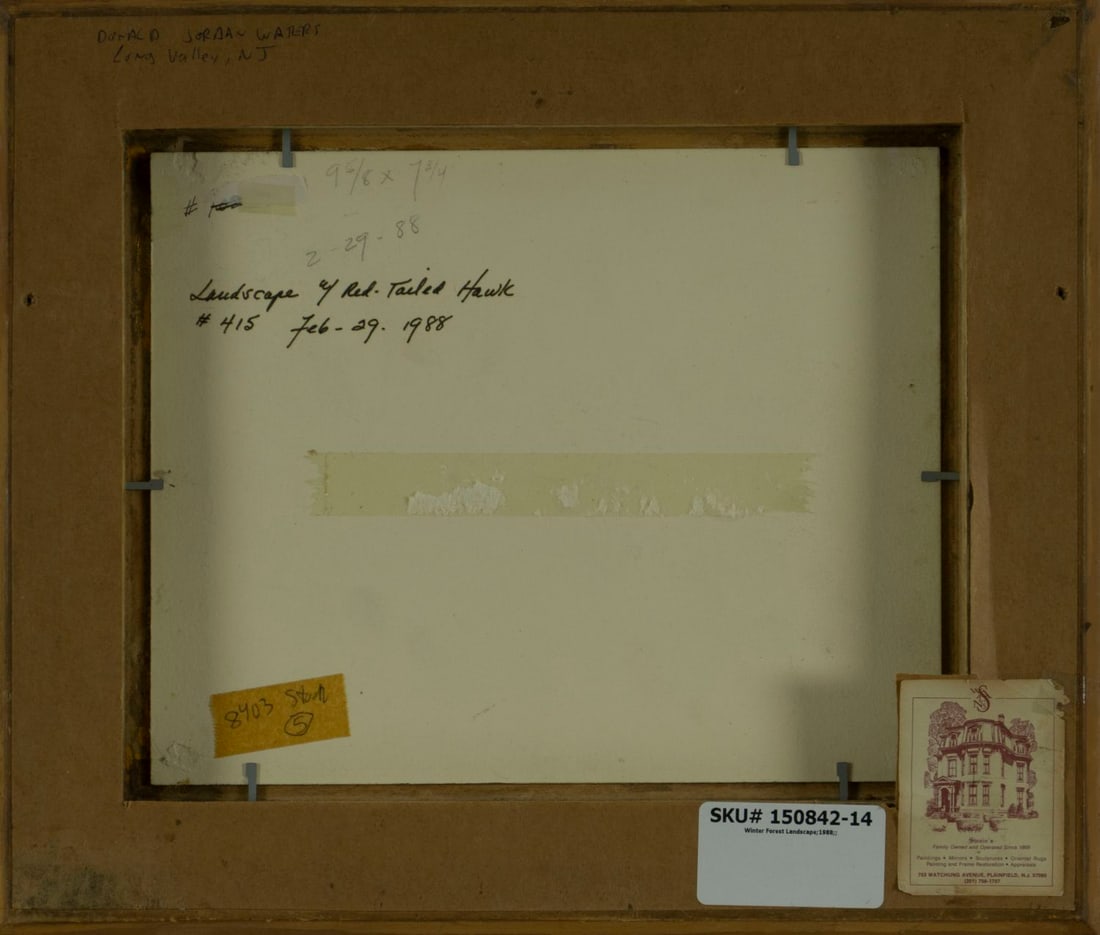 DONALD JORDAN WATERS
Long Valley, NJ
9 5/8 x 7 3/4
#
2-29-88
Landscape w/ Red-Tailed Hawk
# 415 Feb-29. 1988
8403
5
SKU# 150842-14
Winter Forest Landscape;1988;;
Family Owned and Operated Since
Paintings • Mirrors • Sculptures • Oriental Rugs
Painting and Frame Restoration • Appraisals
WATCHUNG AVENUE, PLAINFIELD, N.J.